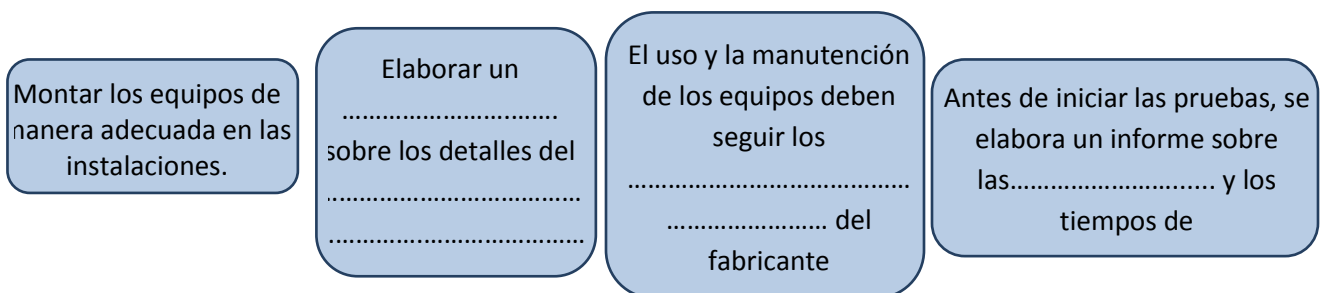 Montar los equipos de
manera adecuada en las
instalaciones.
Elaborar un
……………………………
sobre los detalles del
…………………………………
…………………………………
El uso y la manutención
de los equipos deben
seguir los
……………………………………
…………………… del
fabricante
Antes de iniciar las pruebas, se
elabora un informe sobre
las……………………...... y los
tiempos de